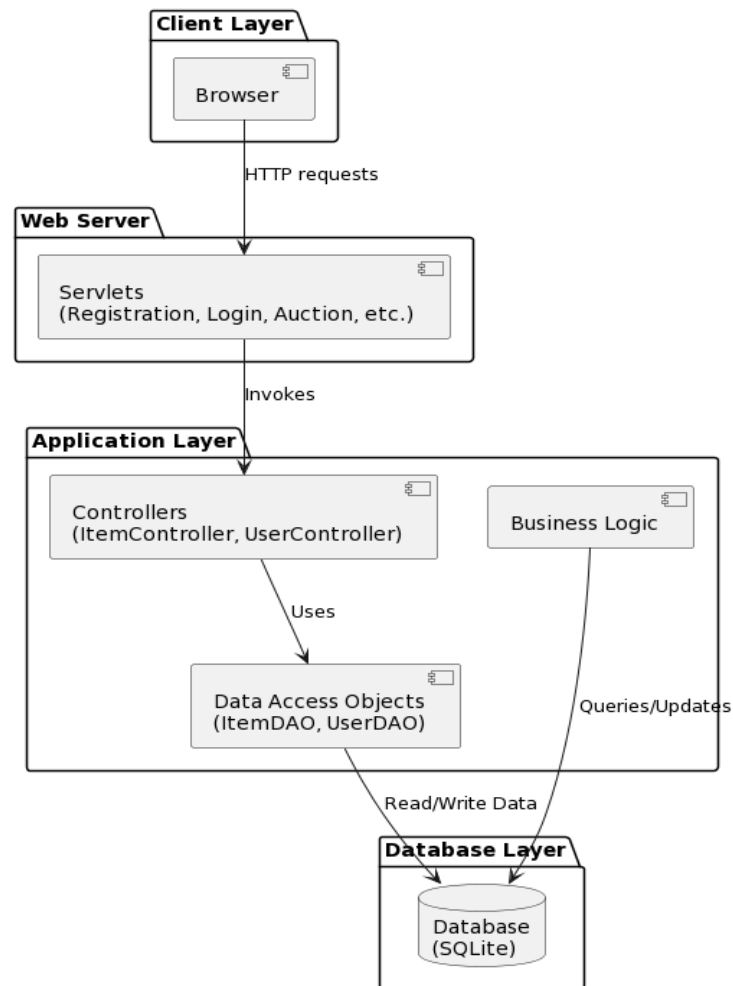 Client Layer
Browser
HTTP requests
Web Server
Servlets
(Registration, Login, Auction, etc.)
Invokes
Application Layer
Controllers
(ItemController, UserController)
Business Logic
Uses
Data Access Objects
(ItemDAO, UserDAO)
Queries/Updates
Read/Write Data
Database Layer
Database
(SQLite)